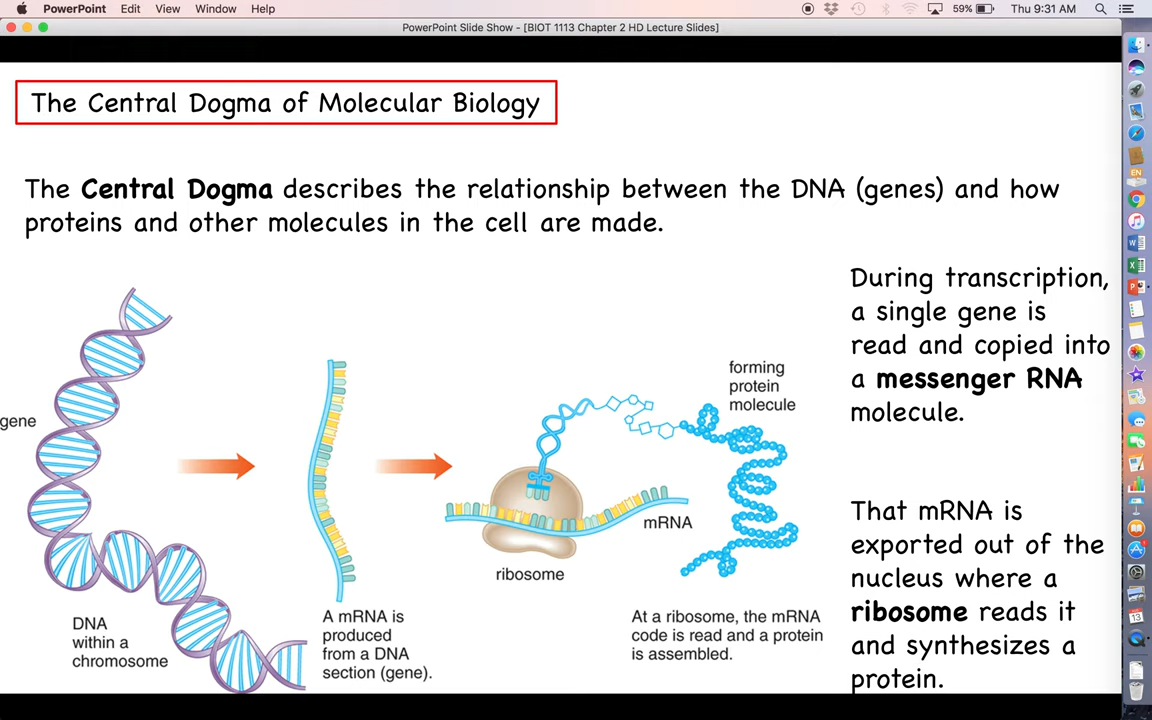 PowerPoint Edit View Window Help
59% Thu 9:31 AM
PowerPoint Slide Show - [BIOT 1113 Chapter 2 HD Lecture Slides]
The Central Dogma of Molecular Biology
The Central Dogma describes the relationship between the DNA (genes) and how
proteins and other molecules in the cell are made.
During transcription,
a single gene is
read and copied into
a messenger RNA
molecule.
That mRNA is
exported out of the
nucleus where a
ribosome reads it
and synthesizes a
protein.
gene
DNA
within a
chromosome
A mRNA is
produced
from a DNA
section (gene).
forming
protein
molecule
mRNA
ribosome
At a ribosome, the mRNA
code is read and a protein
is assembled.
EN
13